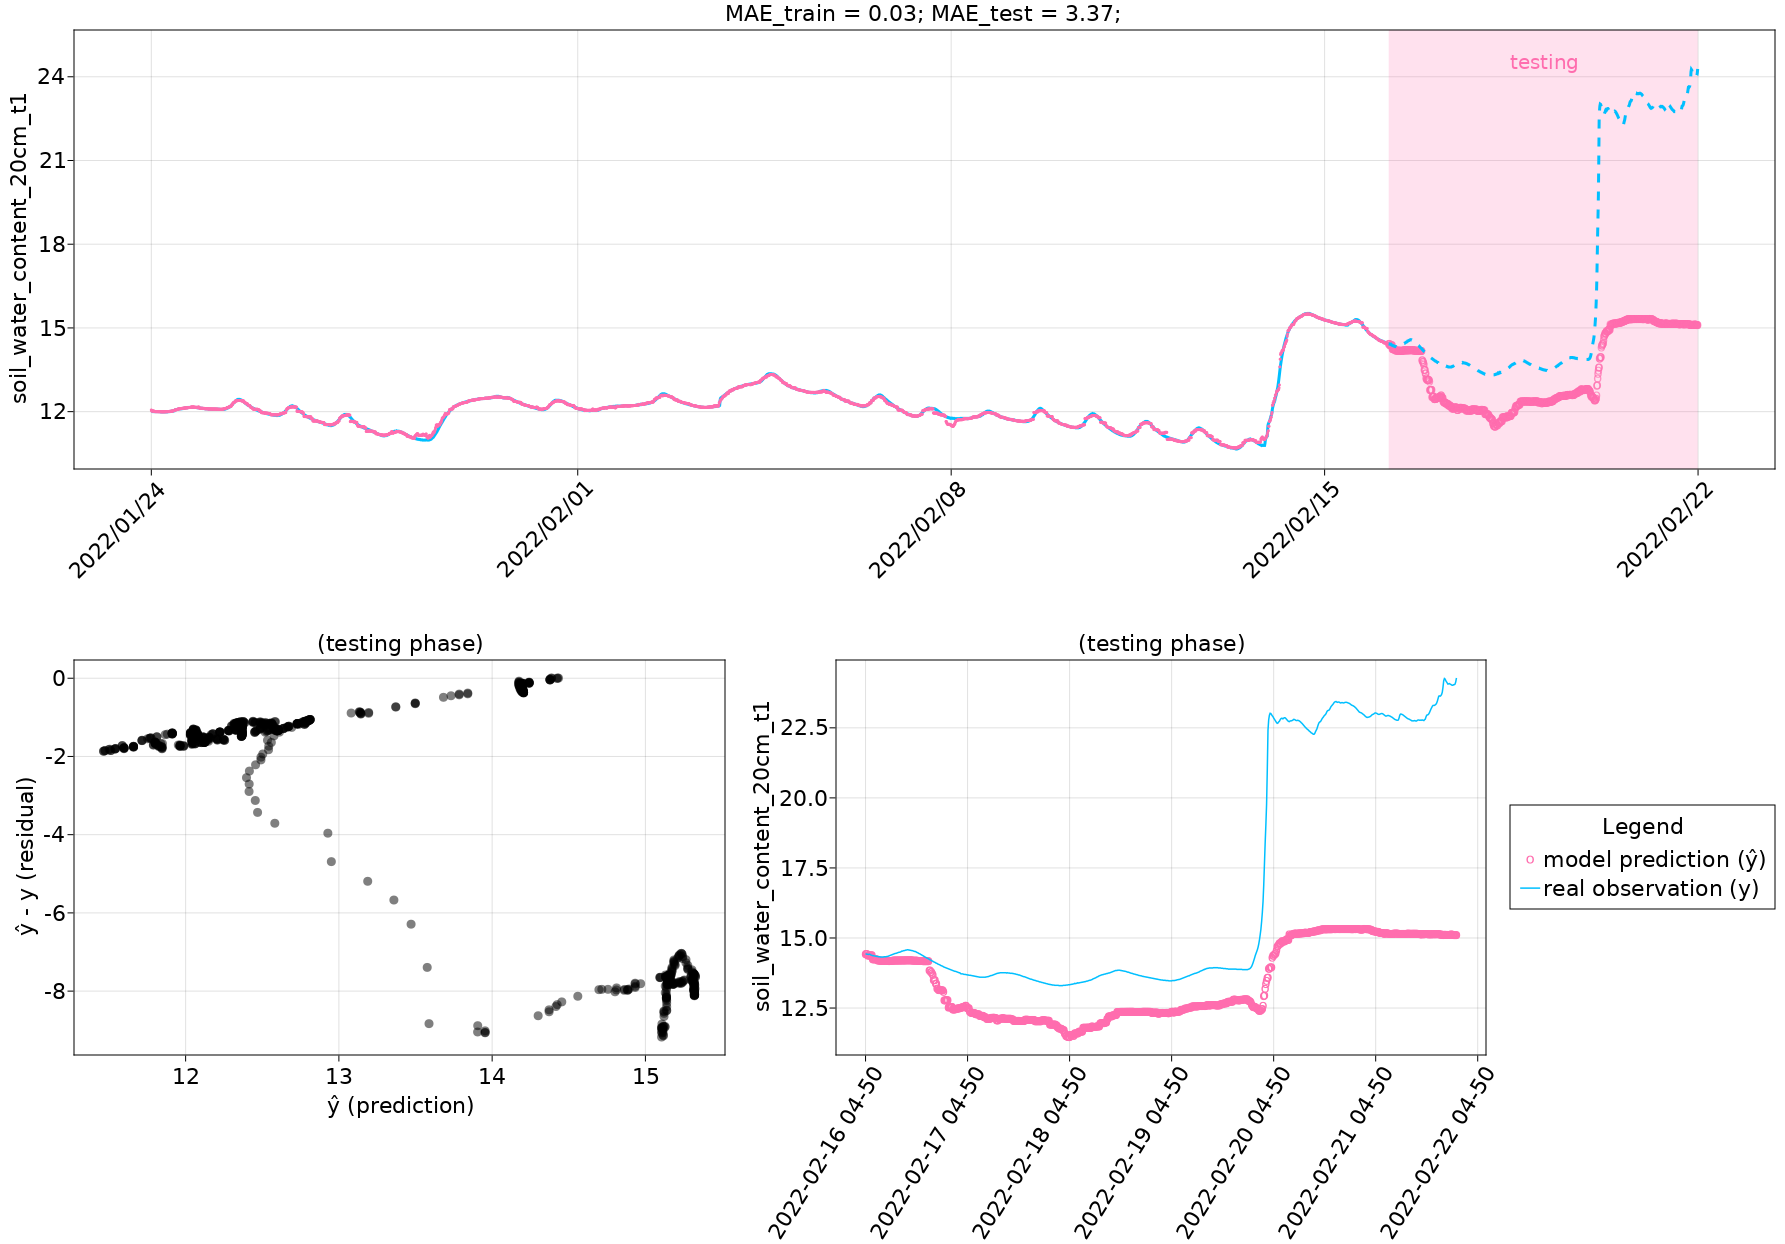 MAE_train = 0.03; MAE_test = 3.37;
soil_water_content_20cm_t1
24
21
18
15
12
testing
2022/01/24
2022/02/01
2022/02/08
2022/02/15
2022/02/22
(testing phase)
ŷ - y (residual)
0
-2
-4
-6
-8
12
13
14
15
ŷ (prediction)
(testing phase)
soil_water_content_20cm_t1
22.5
20.0
17.5
15.0
12.5
2022-02-16 04-50
2022-02-17 04-50
2022-02-18 04-50
2022-02-19 04-50
2022-02-20 04-50
2022-02-21 04-50
2022-02-22 04-50
Legend
model prediction (ŷ)
real observation (y)